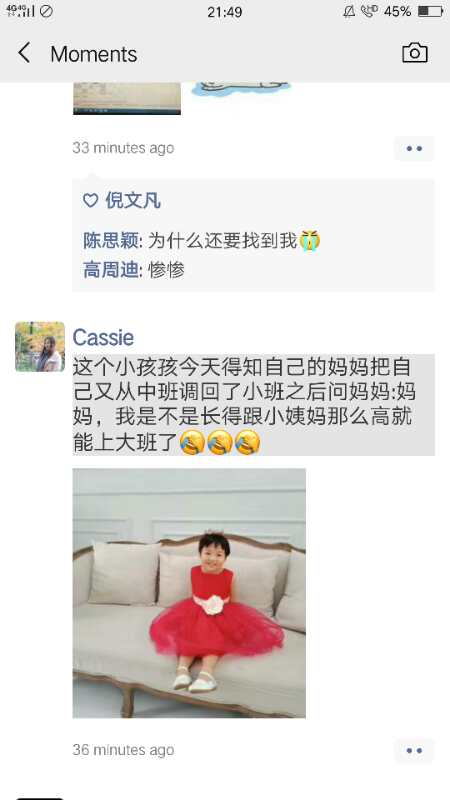 4G 4G 21:49 HD 45%
Moments
33 minutes ago
倪文凡
陈思颖: 为什么还要找到我😭
高周迪: 惨惨
Cassie
这个小孩孩今天得知自己的妈妈把自
己又从中班调回了小班之后问妈妈:妈
妈，我是不是长得跟小姨妈那么高就
能上大班了🤣🤣🤣
36 minutes ago